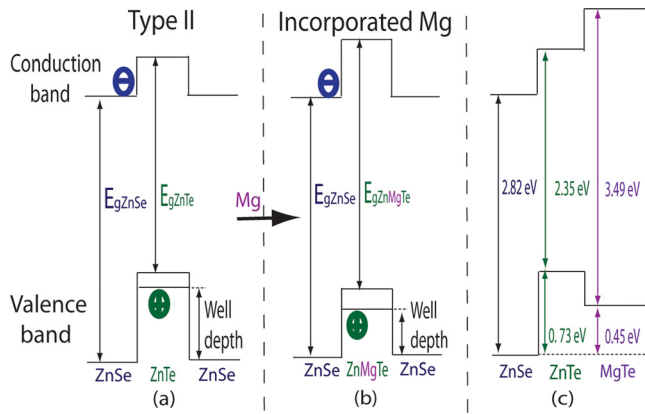 Type II
Incorporated Mg
Conduction
band
EgZnSe
EgZnTe
Mg
EgZnSe
EgZnMgTe
2.82 eV
2.35 eV
3.49 eV
Valence
band
Well
depth
Well
depth
0.73 eV
0.45 eV
ZnSe
ZnTe
ZnSe
ZnSe
ZnMgTe
ZnSe
ZnSe
ZnTe
MgTe
(a)
(b)
(c)